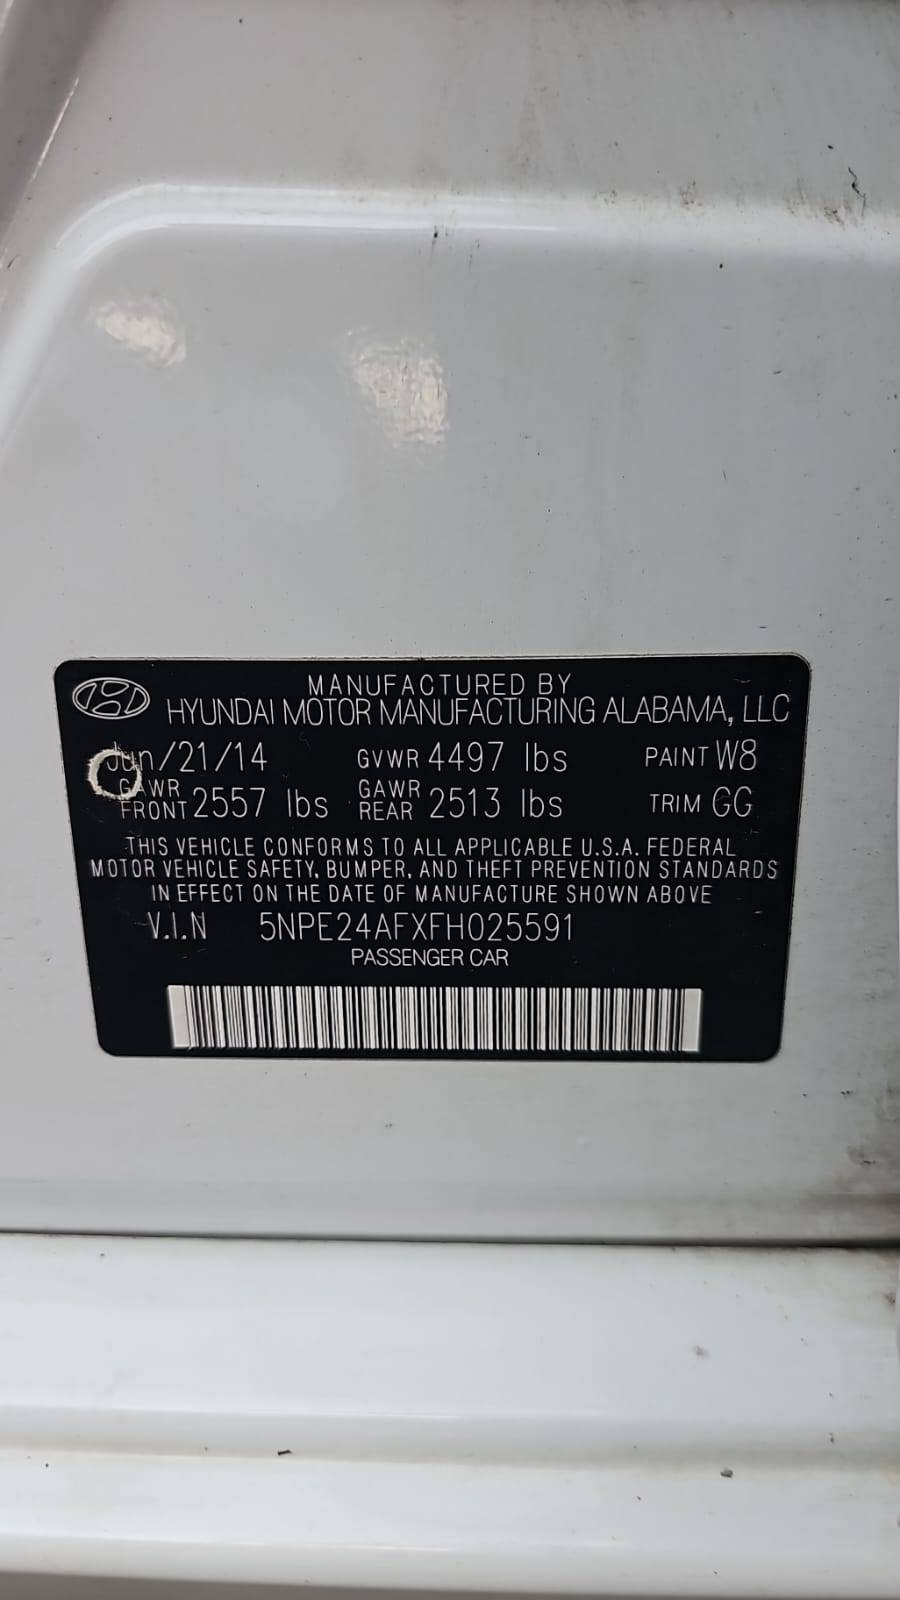 MANUFACTURED BY
HYUNDAI MOTOR MANUFACTURING ALABAMA, LLC
Jun/21/14 GVWR 4497 lbs PAINT W8
GAWR FRONT 2557 lbs GAWR REAR 2513 lbs TRIM GG
THIS VEHICLE CONFORMS TO ALL APPLICABLE U.S.A. FEDERAL
MOTOR VEHICLE SAFETY, BUMPER, AND THEFT PREVENTION STANDARDS
IN EFFECT ON THE DATE OF MANUFACTURE SHOWN ABOVE
V.I.N 5NPE24AFXFH025591
PASSENGER CAR